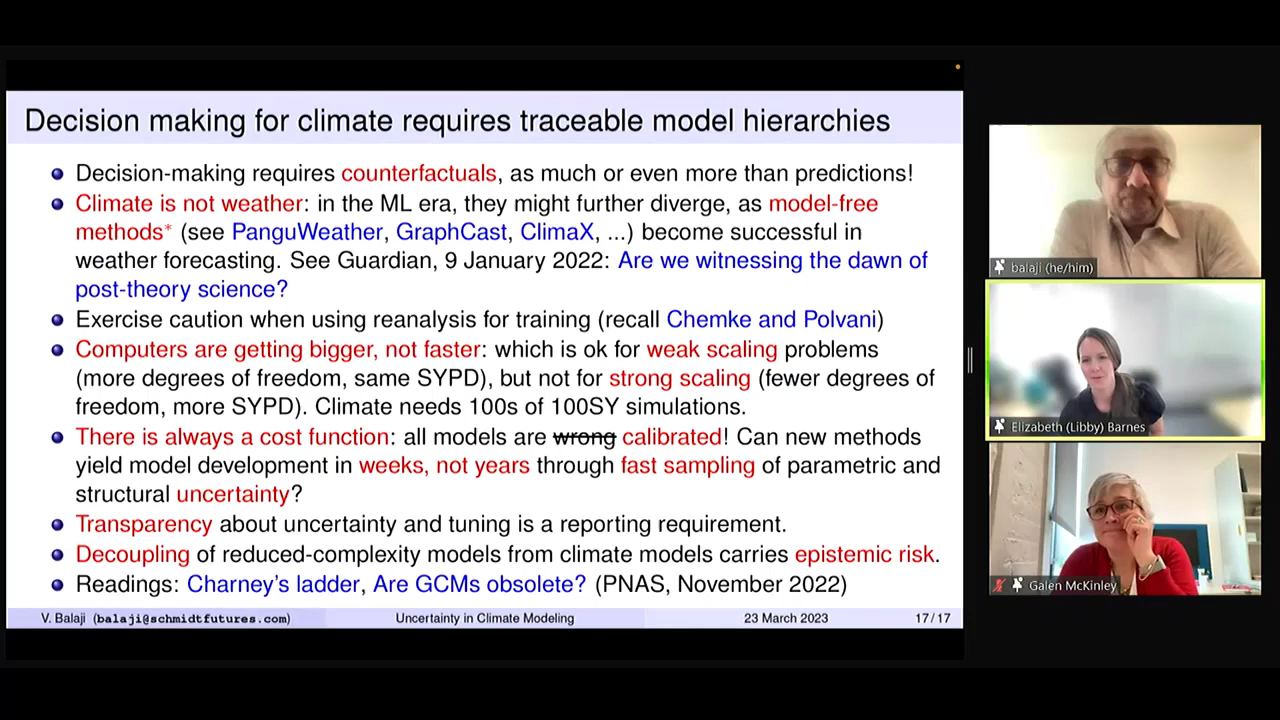 Decision making for climate requires traceable model hierarchies
Decision-making requires counterfactuals, as much or even more than predictions!
Climate is not weather: in the ML era, they might further diverge, as model-free
methods* (see PanguWeather, GraphCast, ClimaX, ...) become successful in
weather forecasting. See Guardian, 9 January 2022: Are we witnessing the dawn of
post-theory science?
Exercise caution when using reanalysis for training (recall Chemke and Polvani)
Computers are getting bigger, not faster: which is ok for weak scaling problems
(more degrees of freedom, same SYPD), but not for strong scaling (fewer degrees of
freedom, more SYPD). Climate needs 100s of 100SY simulations.
There is always a cost function: all models are wrong calibrated! Can new methods
yield model development in weeks, not years through fast sampling of parametric and
structural uncertainty?
Transparency about uncertainty and tuning is a reporting requirement.
Decoupling of reduced-complexity models from climate models carries epistemic risk.
Readings: Charney's ladder, Are GCMs obsolete? (PNAS, November 2022)
V. Balaji (balaji@schmidtfutures.com) Uncertainty in Climate Modeling 23 March 2023 17/17
balaji (he/him)
Elizabeth (Libby) Barnes
Galen McKinley